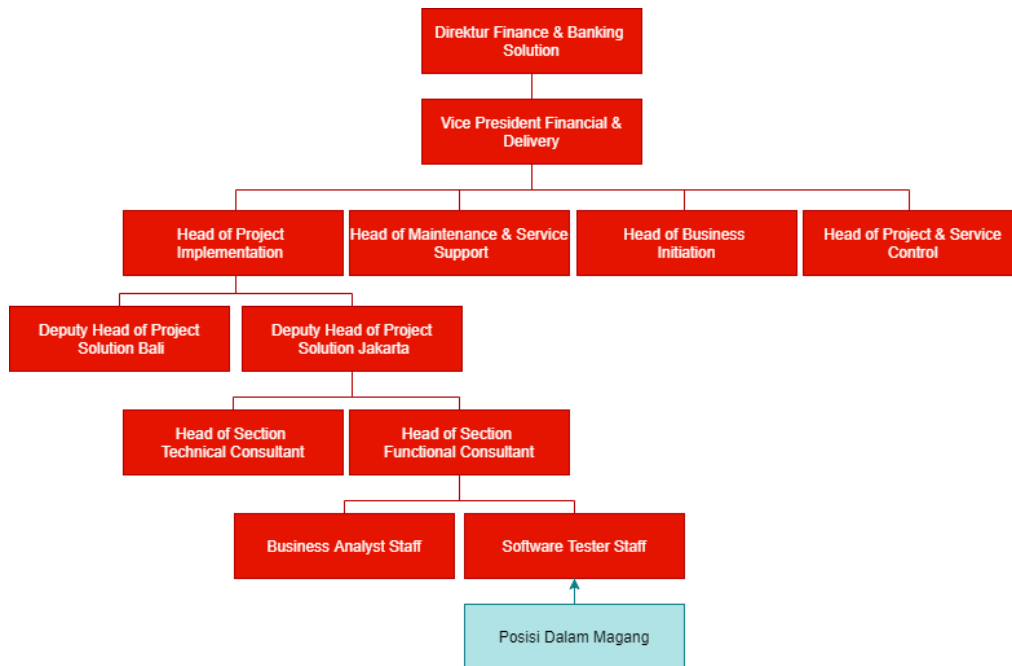 Direktur Finance & Banking
Solution
Vice President Financial &
Delivery
Head of Project
Implementation
Head of Maintenance & Service
Support
Head of Business
Initiation
Head of Project & Service
Control
Deputy Head of Project
Solution Bali
Deputy Head of Project
Solution Jakarta
Head of Section
Technical Consultant
Head of Section
Functional Consultant
Business Analyst Staff
Software Tester Staff
Posisi Dalam Magang